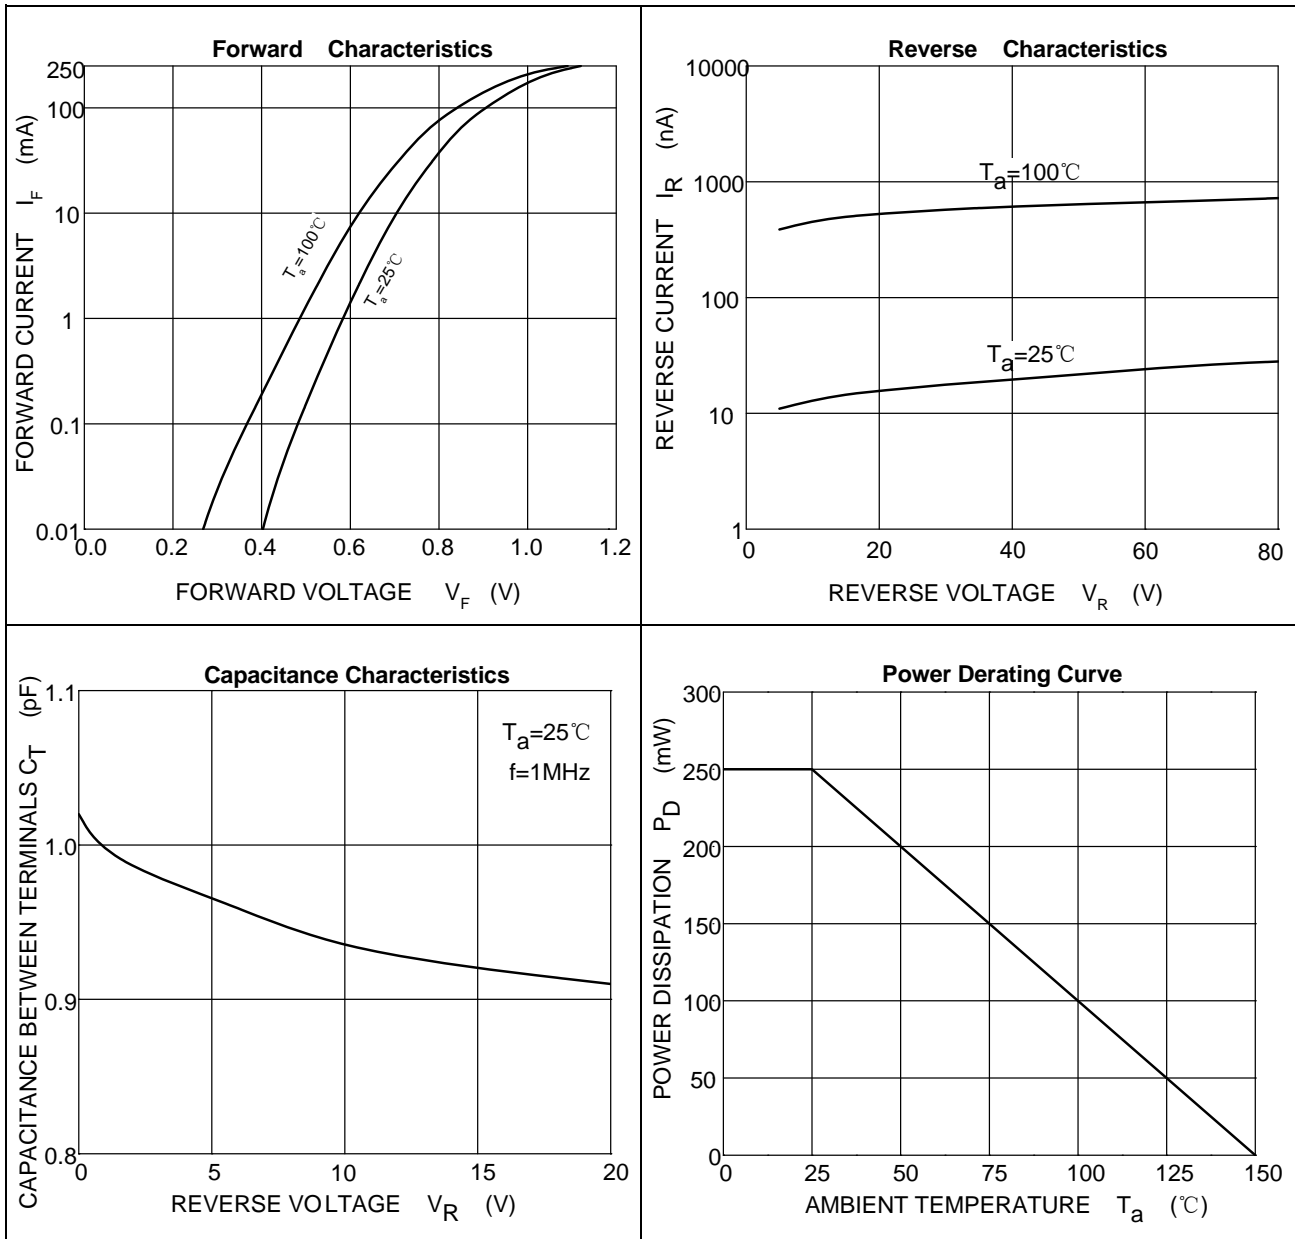 Forward Characteristics
FORWARD CURRENT I_F (mA)
250
100
10
1
0.1
0.01
T_a=100℃
T_a=25℃
0.0 0.2 0.4 0.6 0.8 1.0 1.2
FORWARD VOLTAGE V_F (V)
Reverse Characteristics
REVERSE CURRENT I_R (nA)
10000
1000
100
10
1
T_a=100℃
T_a=25℃
0 20 40 60 80
REVERSE VOLTAGE V_R (V)
Capacitance Characteristics
CAPACITANCE BETWEEN TERMINALS C_T (pF)
1.1
1.0
0.9
0.8
T_a=25℃
f=1MHz
0 5 10 15 20
REVERSE VOLTAGE V_R (V)
Power Derating Curve
POWER DISSIPATION P_D (mW)
300
250
200
150
100
50
0
0 25 50 75 100 125 150
AMBIENT TEMPERATURE T_a (℃)